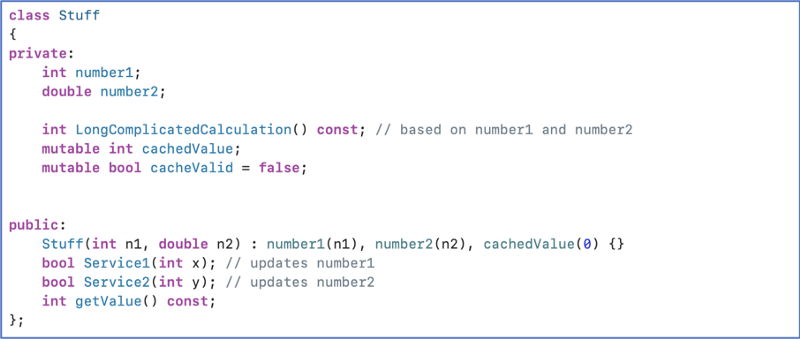 class Stuff
{
private:
    int number1;
    double number2;

    int LongComplicatedCalculation() const; // based on number1 and number2
    mutable int cachedValue;
    mutable bool cacheValid = false;


public:
    Stuff(int n1, double n2) : number1(n1), number2(n2), cachedValue(0) {}
    bool Service1(int x); // updates number1
    bool Service2(int y); // updates number2
    int getValue() const;
};